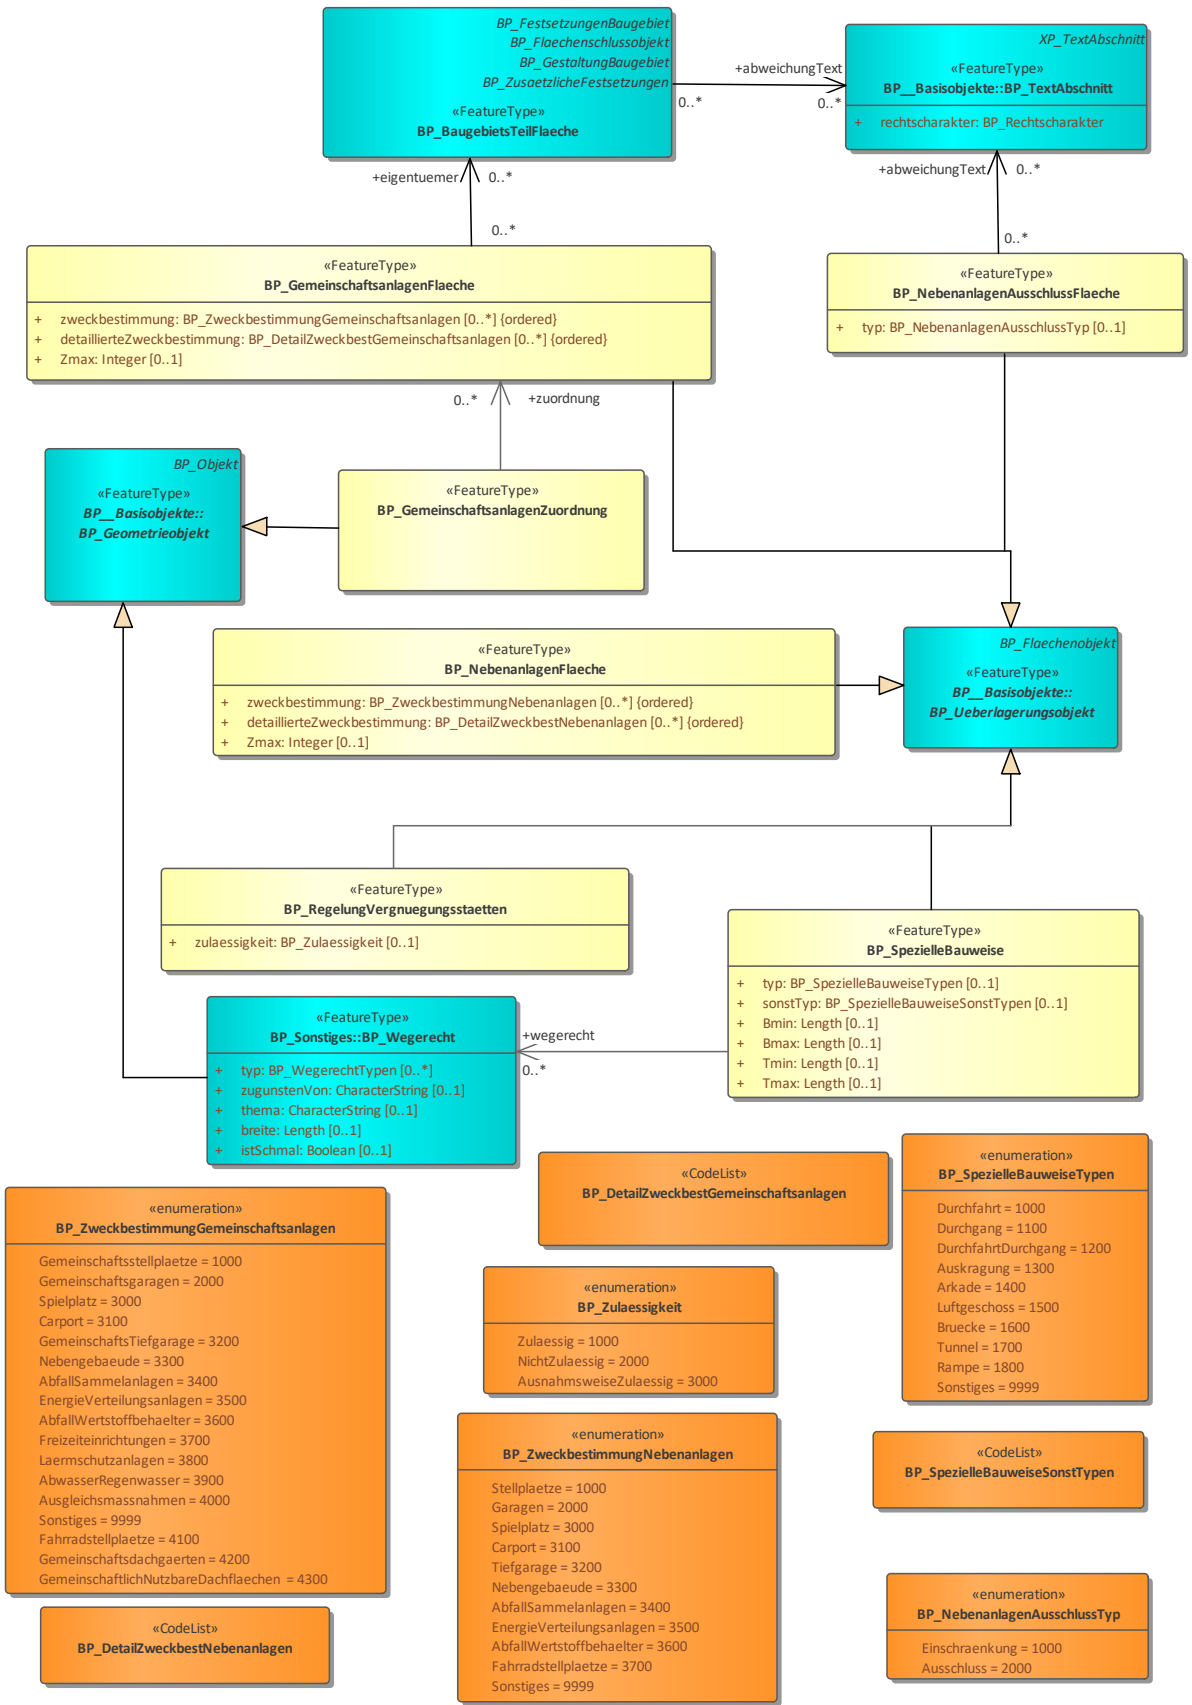 BP_FestsetzungenBaugebiet
BP_Flaechenschlussobjekt
BP_GestaltungBaugebiet
BP_ZusaetzlicheFestsetzungen
«FeatureType»
BP_BaugebietsTeilFlaeche
+abweichungText
0..*
0..*
XP_TextAbschnitt
«FeatureType»
BP__Basisobjekte::BP_TextAbschnitt
+ rechtscharakter: BP_Rechtscharakter
+eigentuemer
0..*
0..*
+abweichungText
0..*
0..*
«FeatureType»
BP_GemeinschaftsanlagenFlaeche
+ zweckbestimmung: BP_ZweckbestimmungGemeinschaftsanlagen [0..*] {ordered}
+ detaillierteZweckbestimmung: BP_DetailZweckbestGemeinschaftsanlagen [0..*] {ordered}
+ Zmax: Integer [0..1]
«FeatureType»
BP_NebenanlagenAusschlussFlaeche
+ typ: BP_NebenanlagenAusschlussTyp [0..1]
0..*
+zuordnung
BP_Objekt
«FeatureType»
BP__Basisobjekte::
BP_Geometrieobjekt
«FeatureType»
BP_GemeinschaftsanlagenZuordnung
«FeatureType»
BP_NebenanlagenFlaeche
+ zweckbestimmung: BP_ZweckbestimmungNebenanlagen [0..*] {ordered}
+ detaillierteZweckbestimmung: BP_DetailZweckbestNebenanlagen [0..*] {ordered}
+ Zmax: Integer [0..1]
BP_Flaechenobjekt
«FeatureType»
BP__Basisobjekte::
BP_Ueberlagerungsobjekt
«FeatureType»
BP_RegelungVergnuegungsstaetten
+ zulaessigkeit: BP_Zulaessigkeit [0..1]
«FeatureType»
BP_SpezielleBauweise
+ typ: BP_SpezielleBauweiseTypen [0..1]
+ sonstTyp: BP_SpezielleBauweiseSonstTypen [0..1]
+ Bmin: Length [0..1]
+ Bmax: Length [0..1]
+ Tmin: Length [0..1]
+ Tmax: Length [0..1]
+wegerecht
0..*
«FeatureType»
BP_Sonstiges::BP_Wegerecht
+ typ: BP_WegerechtTypen [0..*]
+ zugunstenVon: CharacterString [0..1]
+ thema: CharacterString [0..1]
+ breite: Length [0..1]
+ istSchmal: Boolean [0..1]
«CodeList»
BP_DetailZweckbestGemeinschaftsanlagen
«enumeration»
BP_SpezielleBauweiseTypen
Durchfahrt = 1000
Durchgang = 1100
DurchfahrtDurchgang = 1200
Auskragung = 1300
Arkade = 1400
Luftgeschoss = 1500
Bruecke = 1600
Tunnel = 1700
Rampe = 1800
Sonstiges = 9999
«enumeration»
BP_ZweckbestimmungGemeinschaftsanlagen
Gemeinschaftsstellplaetze = 1000
Gemeinschaftsgaragen = 2000
Spielplatz = 3000
Carport = 3100
GemeinschaftsTiefgarage = 3200
Nebengebaeude = 3300
AbfallSammelanlagen = 3400
EnergieVerteilungsanlagen = 3500
AbfallWertstoffbehaelter = 3600
Freizeiteinrichtungen = 3700
Laermschutzanlagen = 3800
AbwasserRegenwasser = 3900
Ausgleichsmassnahmen = 4000
Sonstiges = 9999
Fahrradstellplaetze = 4100
Gemeinschaftsdachgaerten = 4200
GemeinschaftlichNutzbareDachflaechen = 4300
«enumeration»
BP_Zulaessigkeit
Zulaessig = 1000
NichtZulaessig = 2000
AusnahmsweiseZulaessig = 3000
«enumeration»
BP_ZweckbestimmungNebenanlagen
Stellplaetze = 1000
Garagen = 2000
Spielplatz = 3000
Carport = 3100
Tiefgarage = 3200
Nebengebaeude = 3300
AbfallSammelanlagen = 3400
EnergieVerteilungsanlagen = 3500
AbfallWertstoffbehaelter = 3600
Fahrradstellplaetze = 3700
Sonstiges = 9999
«CodeList»
BP_SpezielleBauweiseSonstTypen
«enumeration»
BP_NebenanlagenAusschlussTyp
Einschraenkung = 1000
Ausschluss = 2000
«CodeList»
BP_DetailZweckbestNebenanlagen